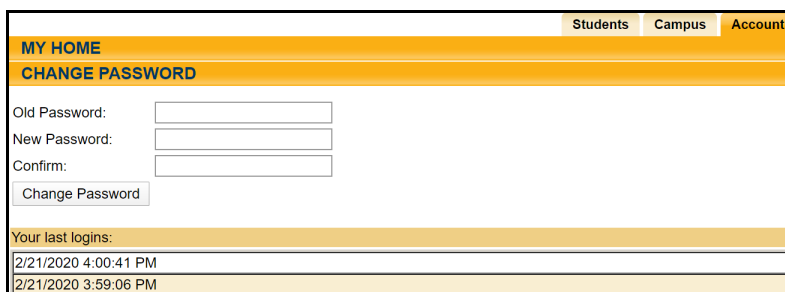 Students Campus Account
MY HOME
CHANGE PASSWORD
Old Password:
New Password:
Confirm:
Change Password
Your last logins:
2/21/2020 4:00:41 PM
2/21/2020 3:59:06 PM